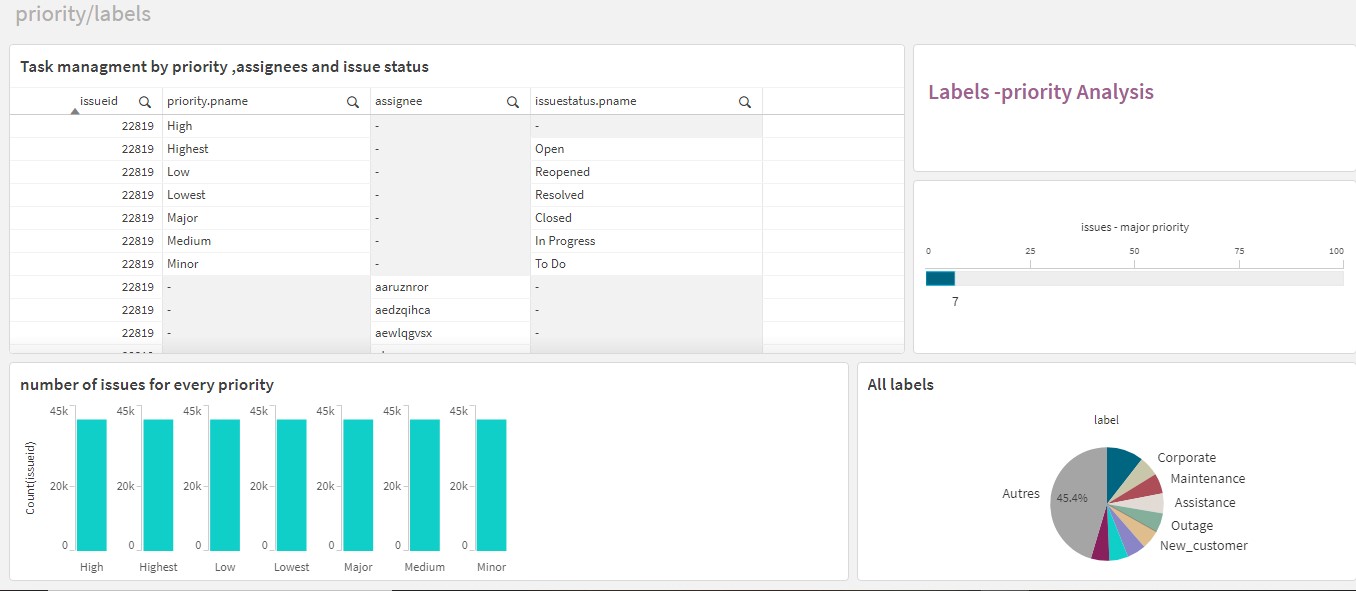 priority/labels
Task managment by priority ,assignees and issue status
issueid priority.pname assignee issuestatus.pname
22819 High - -
22819 Highest - Open
22819 Low - Reopened
22819 Lowest - Resolved
22819 Major - Closed
22819 Medium - In Progress
22819 Minor - To Do
22819 - aaruznror -
22819 - aedzqihca -
22819 - aewlqgvsx -
Labels -priority Analysis
issues - major priority
0 25 50 75 100
7
number of issues for every priority
Count(issueid)
45k 45k 45k 45k 45k 45k 45k
20k 20k 20k 20k 20k 20k 20k
0 0 0 0 0 0 0
High Highest Low Lowest Major Medium Minor
All labels
label
Corporate
Maintenance
Autres 45.4% Assistance
Outage
New_customer